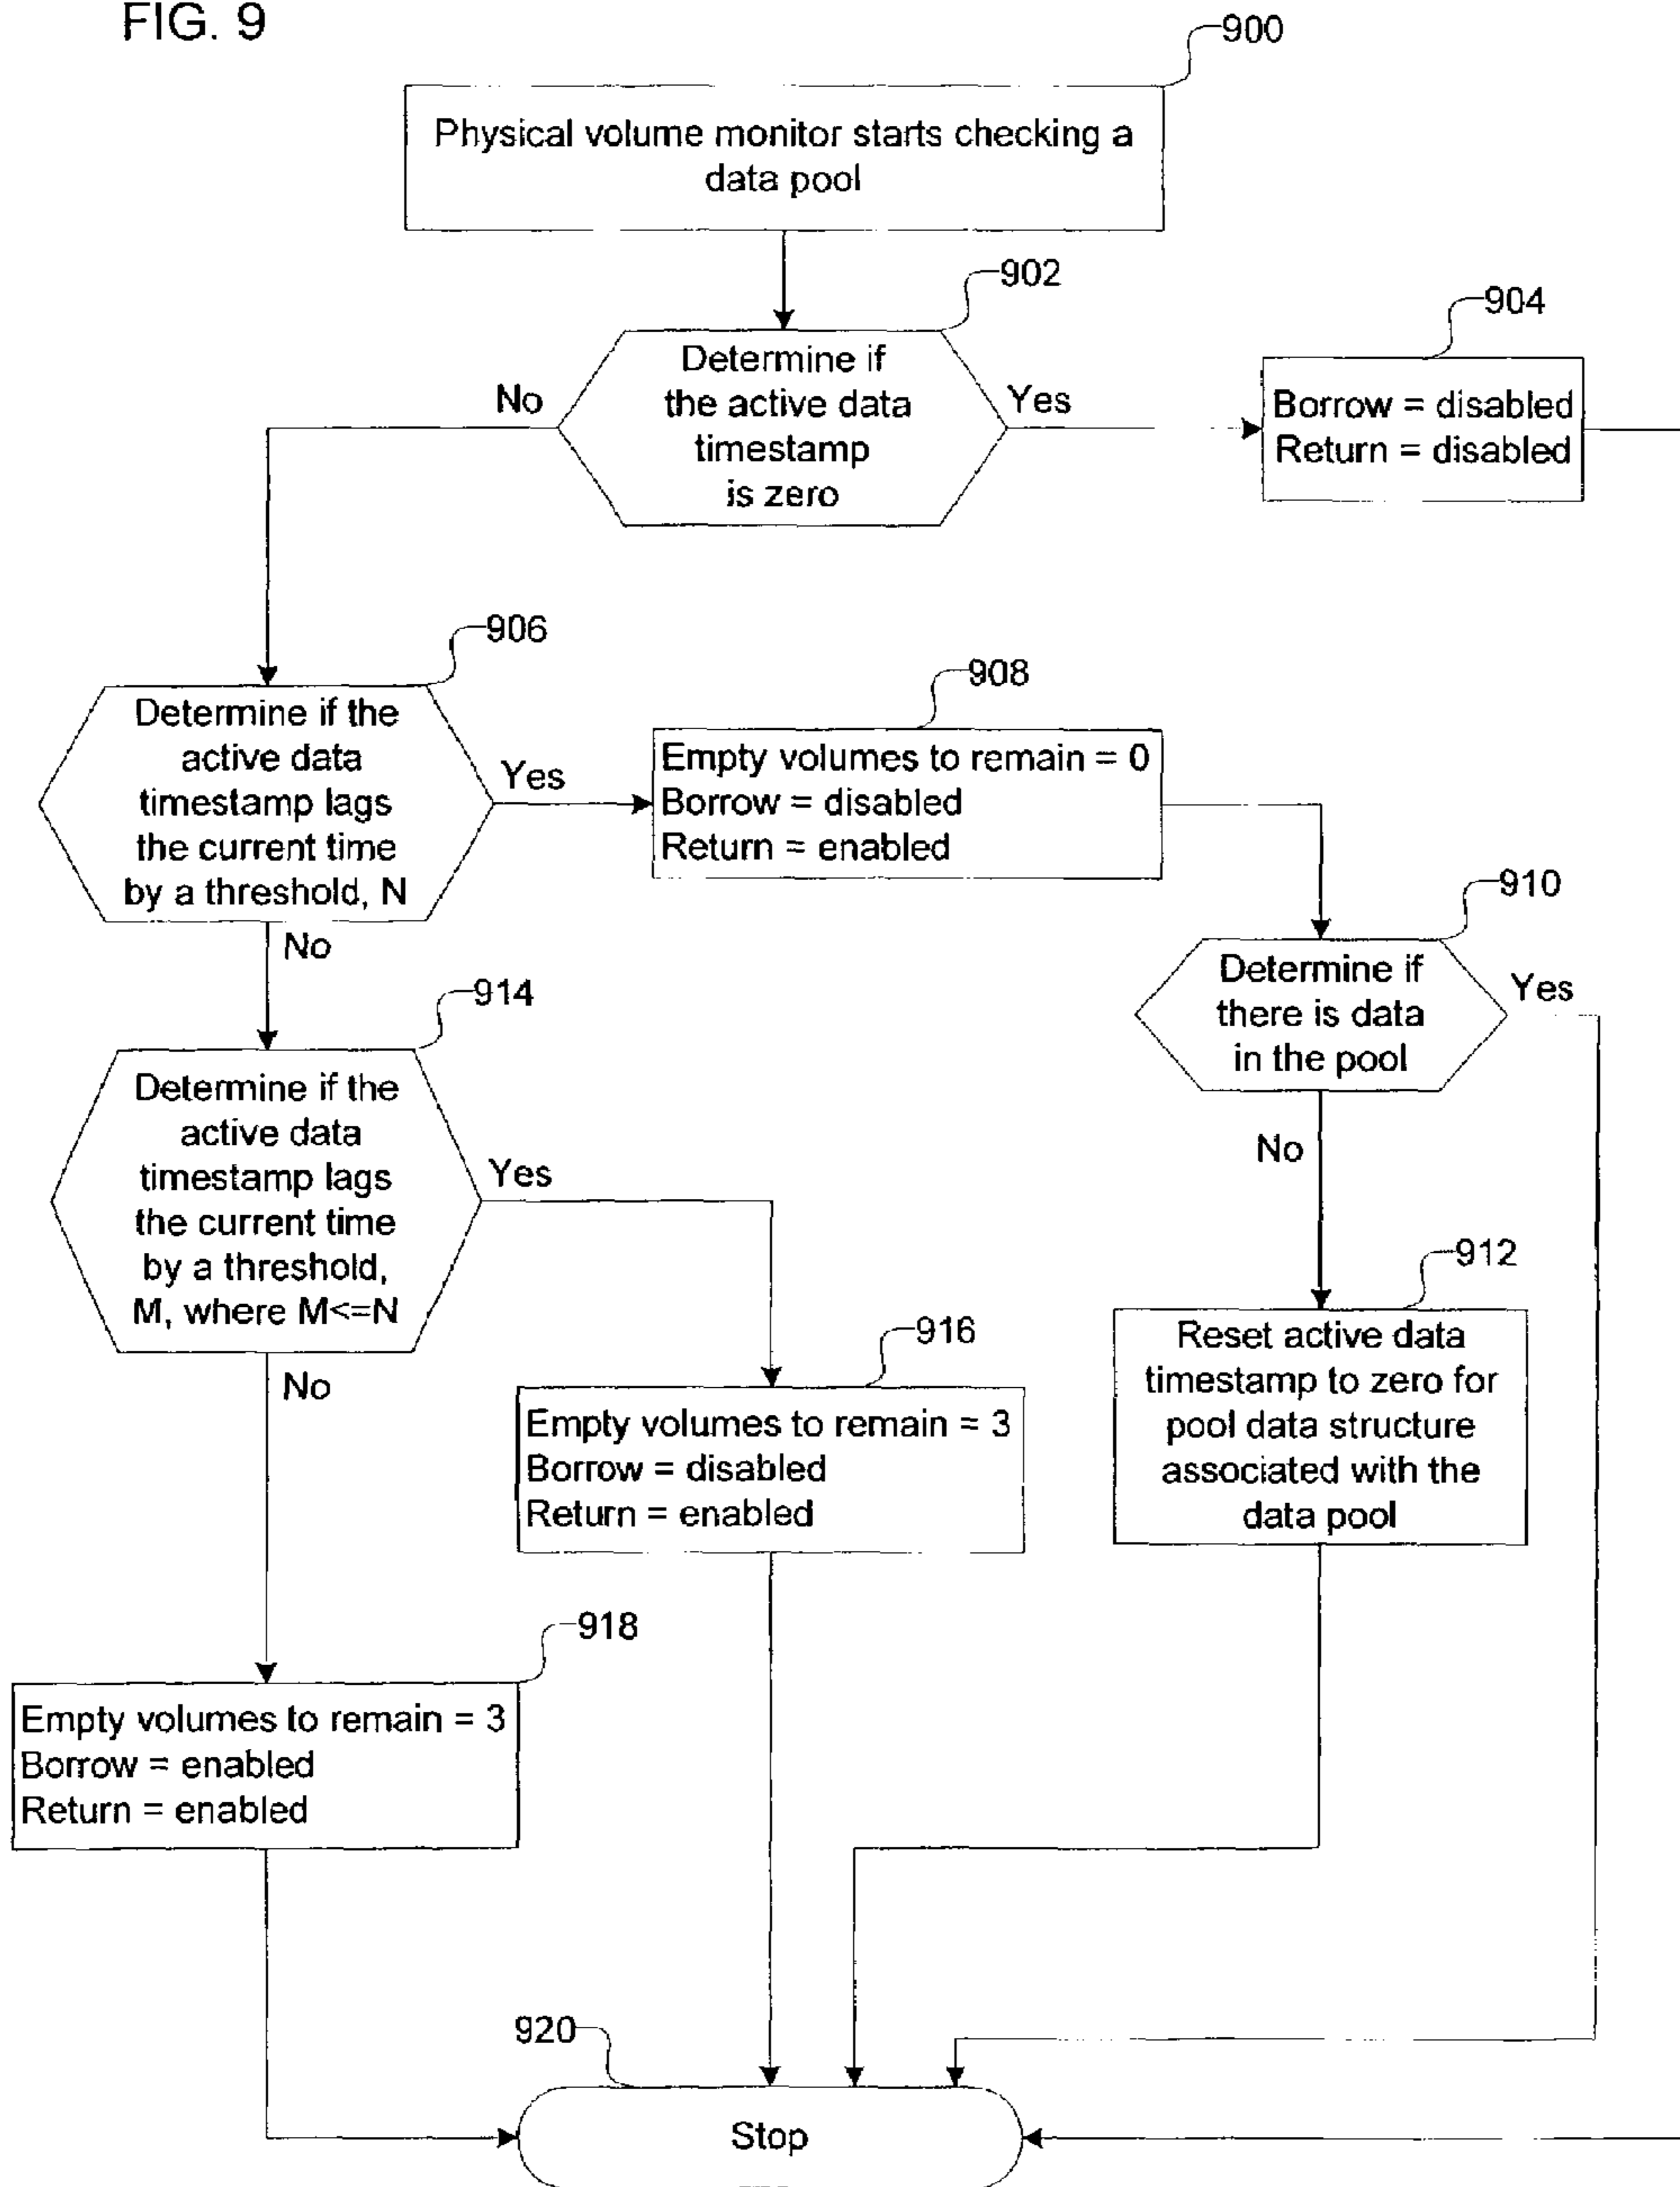 FIG. 9
900
Physical volume monitor starts checking a
data pool
902
Determine if
the active data
timestamp
is zero
No
Yes
904
Borrow = disabled
Return = disabled
906
Determine if the
active data
timestamp lags
the current time
by a threshold, N
Yes
No
908
Empty volumes to remain = 0
Borrow = disabled
Return = enabled
910
Determine if
there is data
in the pool
Yes
No
914
Determine if the
active data
timestamp lags
the current time
by a threshold,
M, where M<=N
Yes
No
912
Reset active data
timestamp to zero for
pool data structure
associated with the
data pool
916
Empty volumes to remain = 3
Borrow = disabled
Return = enabled
918
Empty volumes to remain = 3
Borrow = enabled
Return = enabled
920
Stop